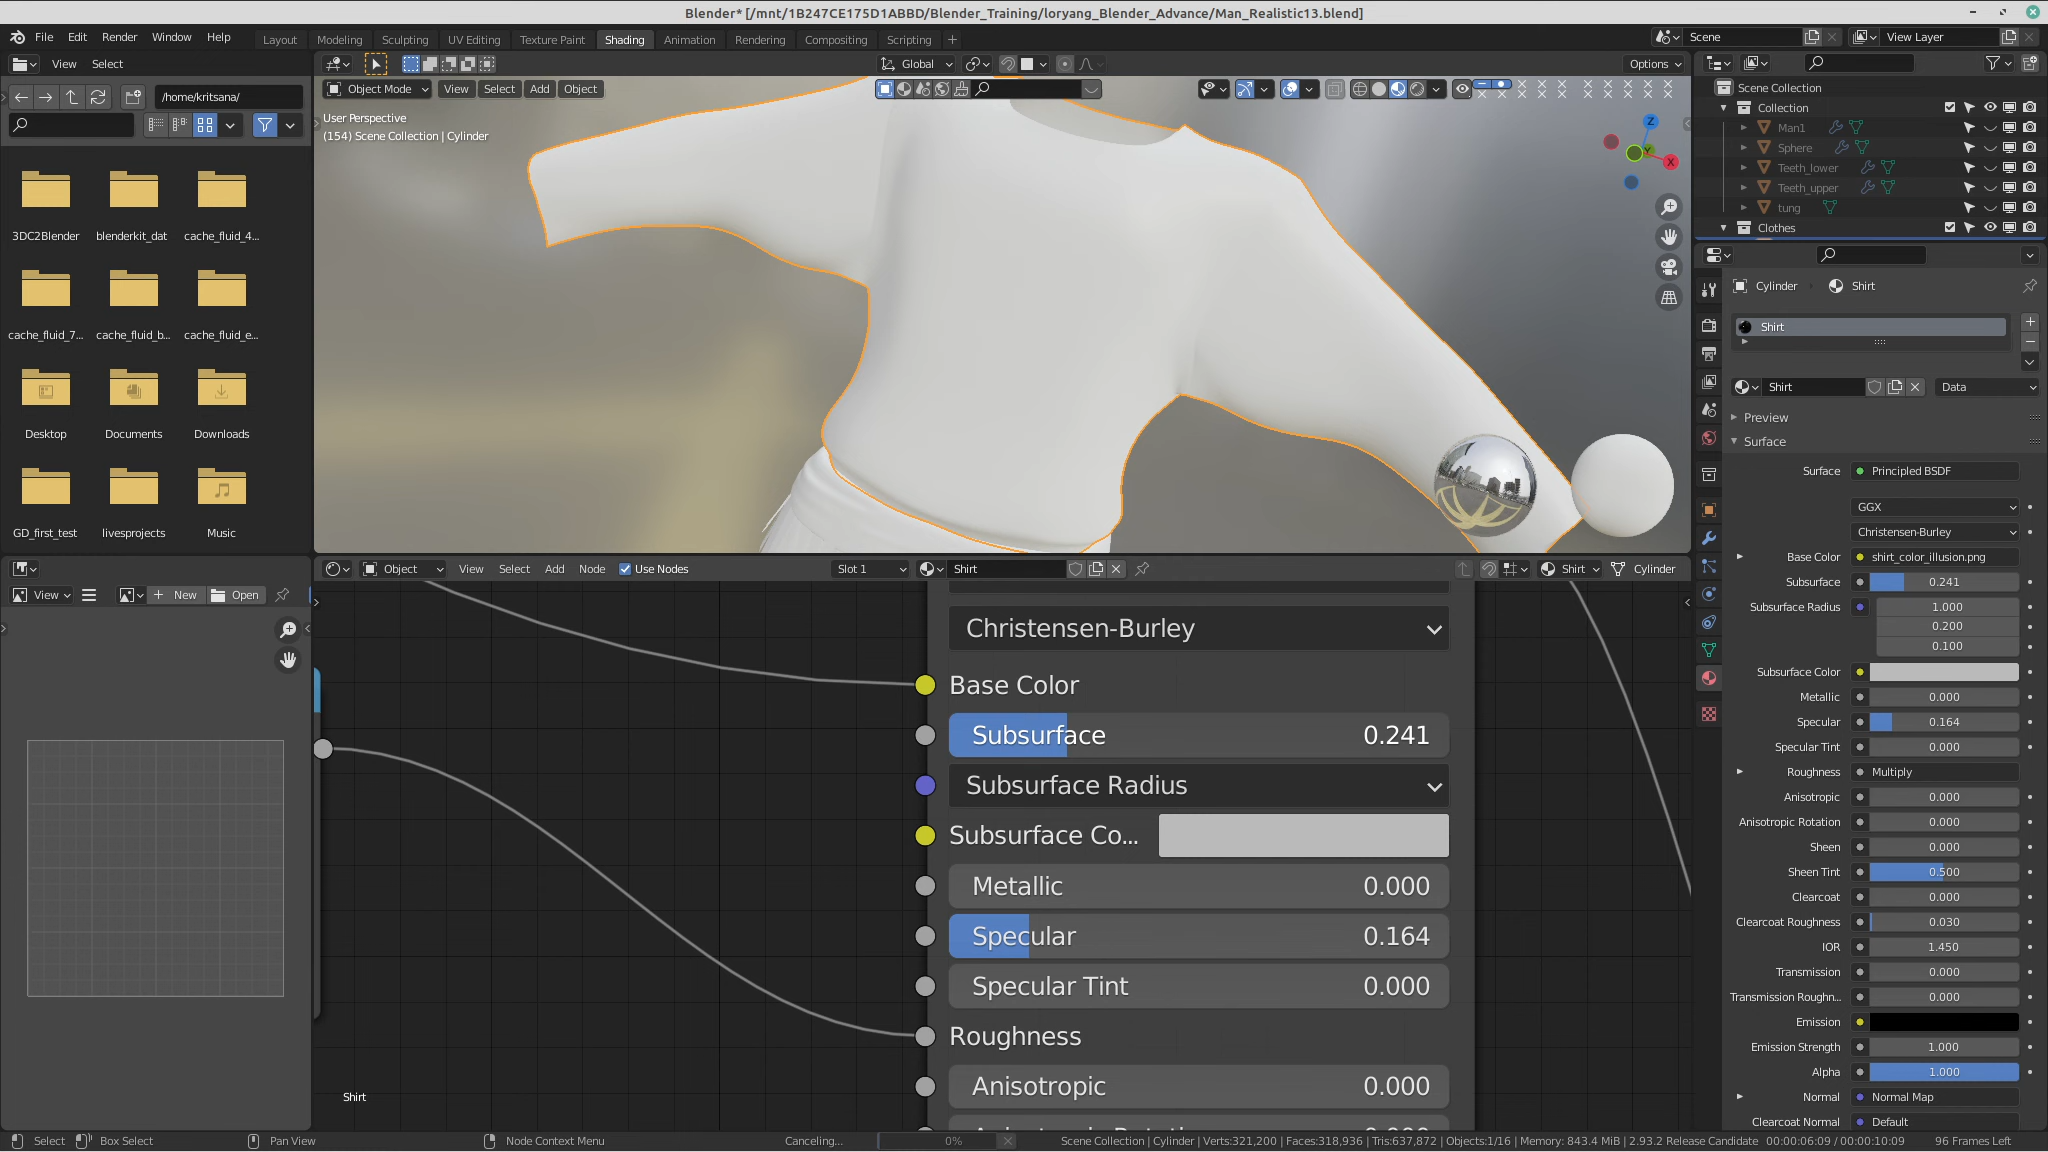 Blender* [/mnt/1B247CE175D1ABBD/Blender_Training/loryang_Blender_Advance/Man_Realistic13.blend]
File Edit Render Window Help
Layout Modeling Sculpting UV Editing Texture Paint Shading Animation Rendering Compositing Scripting +
Scene
View Layer
View Select
Global
Options
/home/kritsana/
Object Mode View Select Add Object
User Perspective
(154) Scene Collection | Cylinder
Z
Y
X
Scene Collection
Collection
Man1
Sphere
Teeth_lower
Teeth_upper
tung
Clothes
3DC2Blender
blenderkit_dat
cache_fluid_4...
cache_fluid_7...
cache_fluid_b...
cache_fluid_e...
Desktop
Documents
Downloads
GD_first_test
livesprojects
Music
Cylinder
Shirt
Shirt
Shirt
Data
Preview
Surface
Surface Principled BSDF
GGX
Christensen-Burley
Base Color shirt_color_illusion.png
Subsurface 0.241
Subsurface Radius 1.000
0.200
0.100
Subsurface Color
Metallic 0.000
Specular 0.164
Specular Tint 0.000
Roughness Multiply
Anisotropic 0.000
Anisotropic Rotation 0.000
Sheen 0.000
Sheen Tint 0.500
Clearcoat 0.000
Clearcoat Roughness 0.030
IOR 1.450
Transmission 0.000
Transmission Roughn... 0.000
Emission
Emission Strength 1.000
Alpha 1.000
Normal Normal Map
Clearcoat Normal Default
View
New
Open
Object View Select Add Node Use Nodes
Slot 1
Shirt
Shirt
Cylinder
Christensen-Burley
Base Color
Subsurface 0.241
Subsurface Radius
Subsurface Co...
Metallic 0.000
Specular 0.164
Specular Tint 0.000
Roughness
Anisotropic 0.000
Shirt
Select Box Select Pan View Node Context Menu Canceling... 0% Scene Collection | Cylinder | Verts:321,200 | Faces:318,936 | Tris:637,872 | Objects:1/16 | Memory: 843.4 MiB | 2.93.2 Release Candidate 00:00:06:09 / 00:00:10:09 96 Frames Left